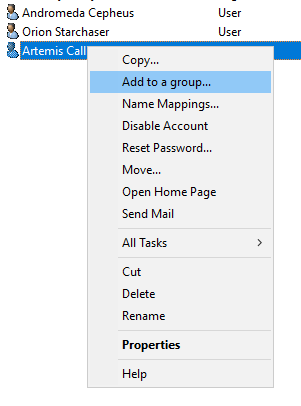 Andromeda Cepheus User
Orion Starchaser User
Artemis Call
Copy...
Add to a group...
Name Mappings...
Disable Account
Reset Password...
Move...
Open Home Page
Send Mail
All Tasks
Cut
Delete
Rename
Properties
Help